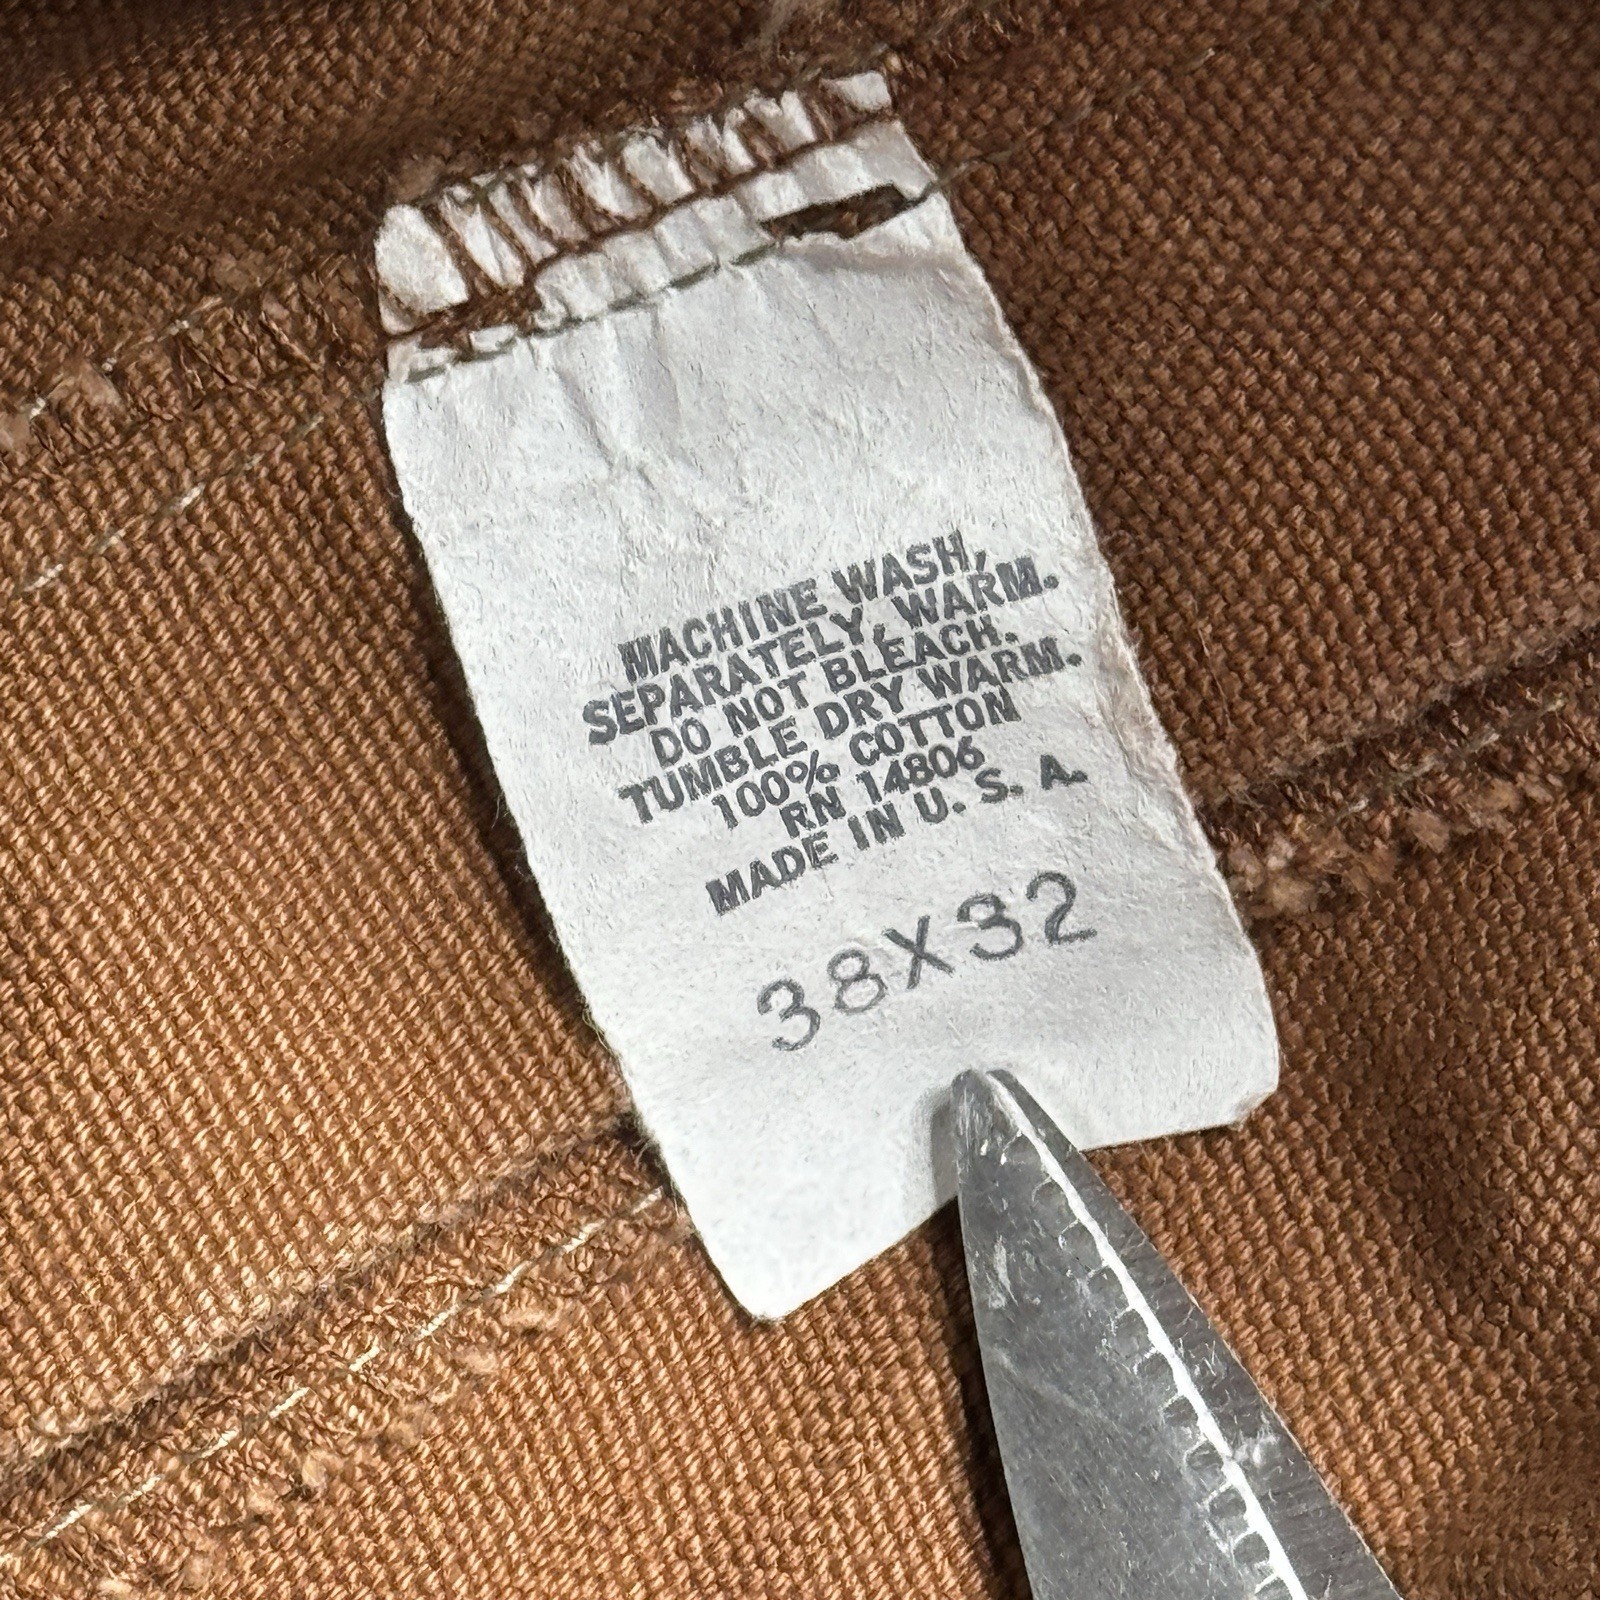 MACHINE WASH,
SEPARATELY, WARM.
DO NOT BLEACH.
TUMBLE DRY WARM.
100% COTTON
RN 14806
MADE IN U. S. A.
38X32